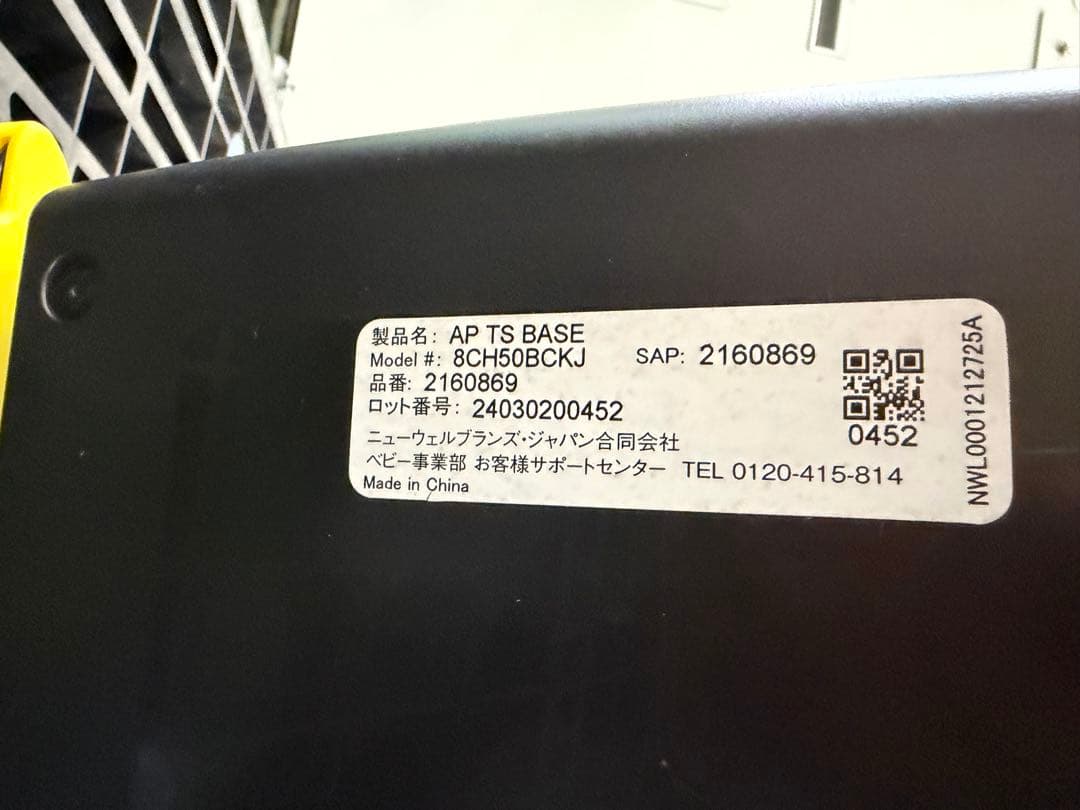 製品名: AP TS BASE
Model #: 8CH50BCKJ SAP: 2160869
品番: 2160869
ロット番号: 24030200452
ニューウェルブランズ・ジャパン合同会社
ベビー事業部 お客様サポートセンター TEL 0120-415-814
Made in China
0452
NWL0001212725A